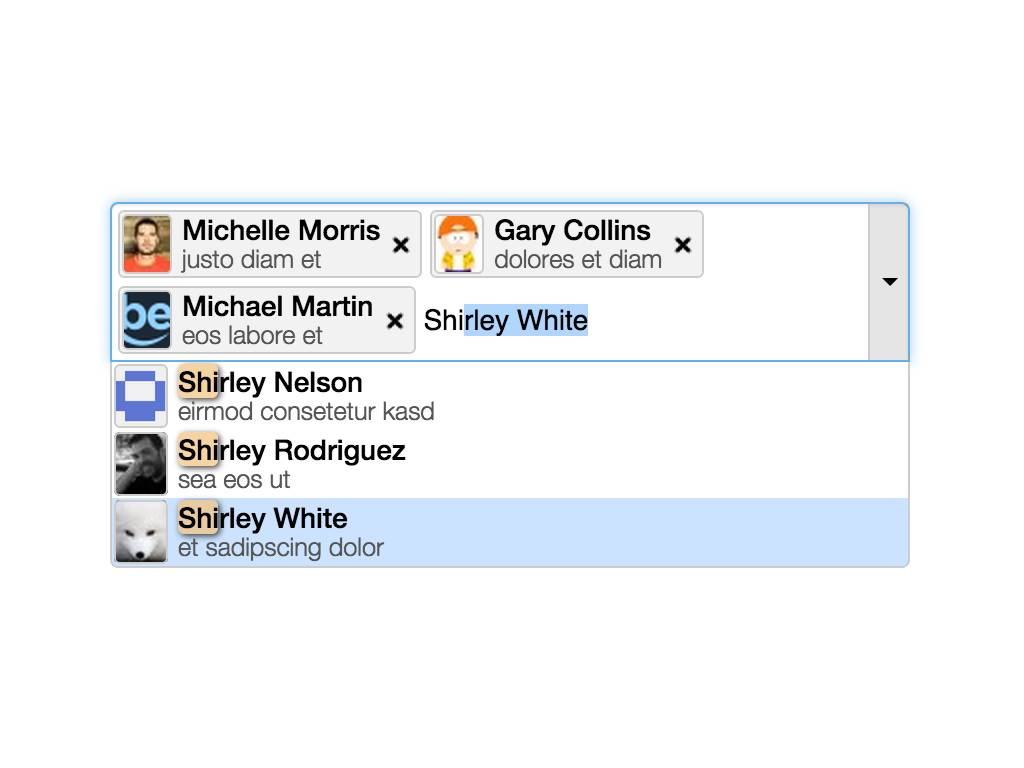 Michelle Morris
justo diam et
Gary Collins
dolores et diam
be
Michael Martin
eos labore et
Shirley White
Shirley Nelson
eirmod consetetur kasd
Shirley Rodriguez
sea eos ut
Shirley White
et sadipscing dolor